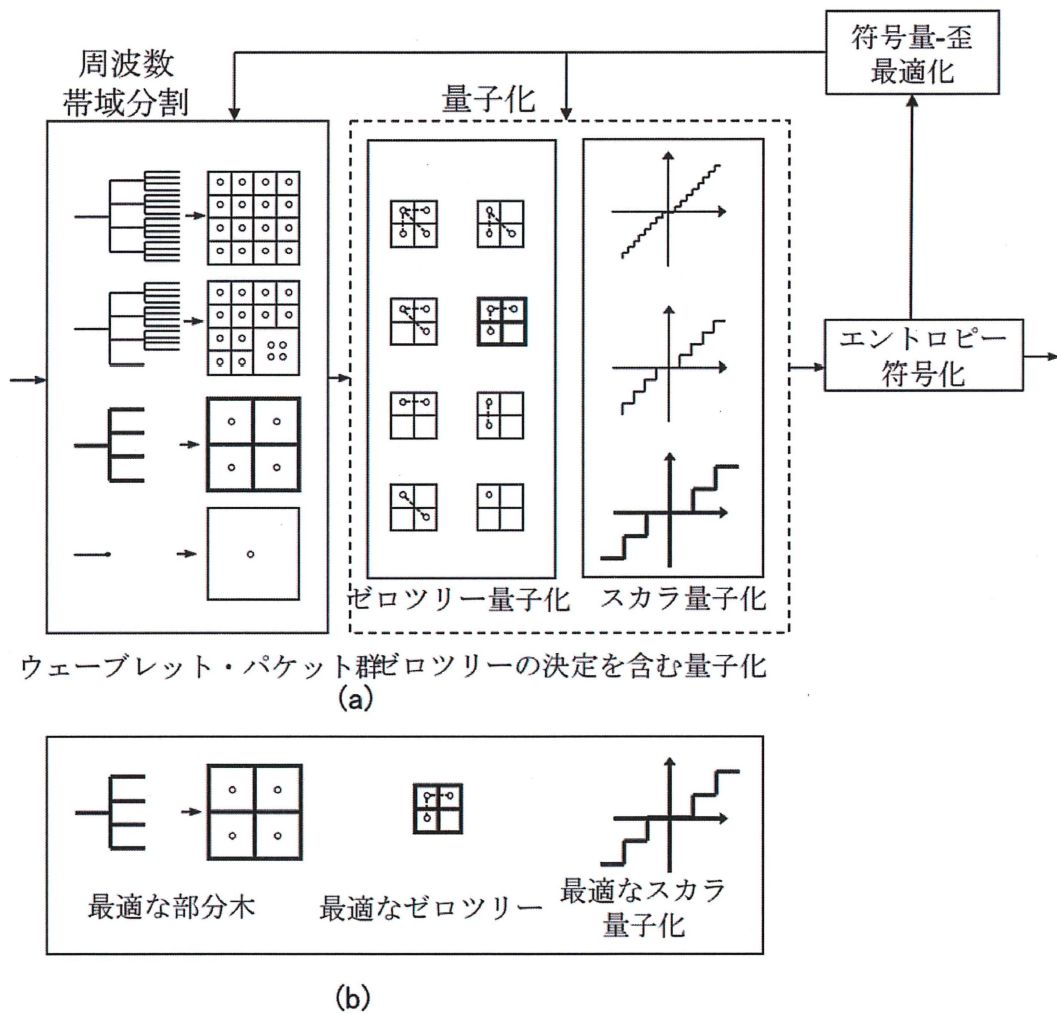 符号量-歪
最適化
周波数
帯域分割
量子化
エントロピー
符号化
ゼロツリー量子化
スカラ量子化
ウェーブレット・パケット群
ゼロツリーの決定を含む量子化
(a)
最適な部分木
最適なゼロツリー
最適なスカラ
量子化
(b)